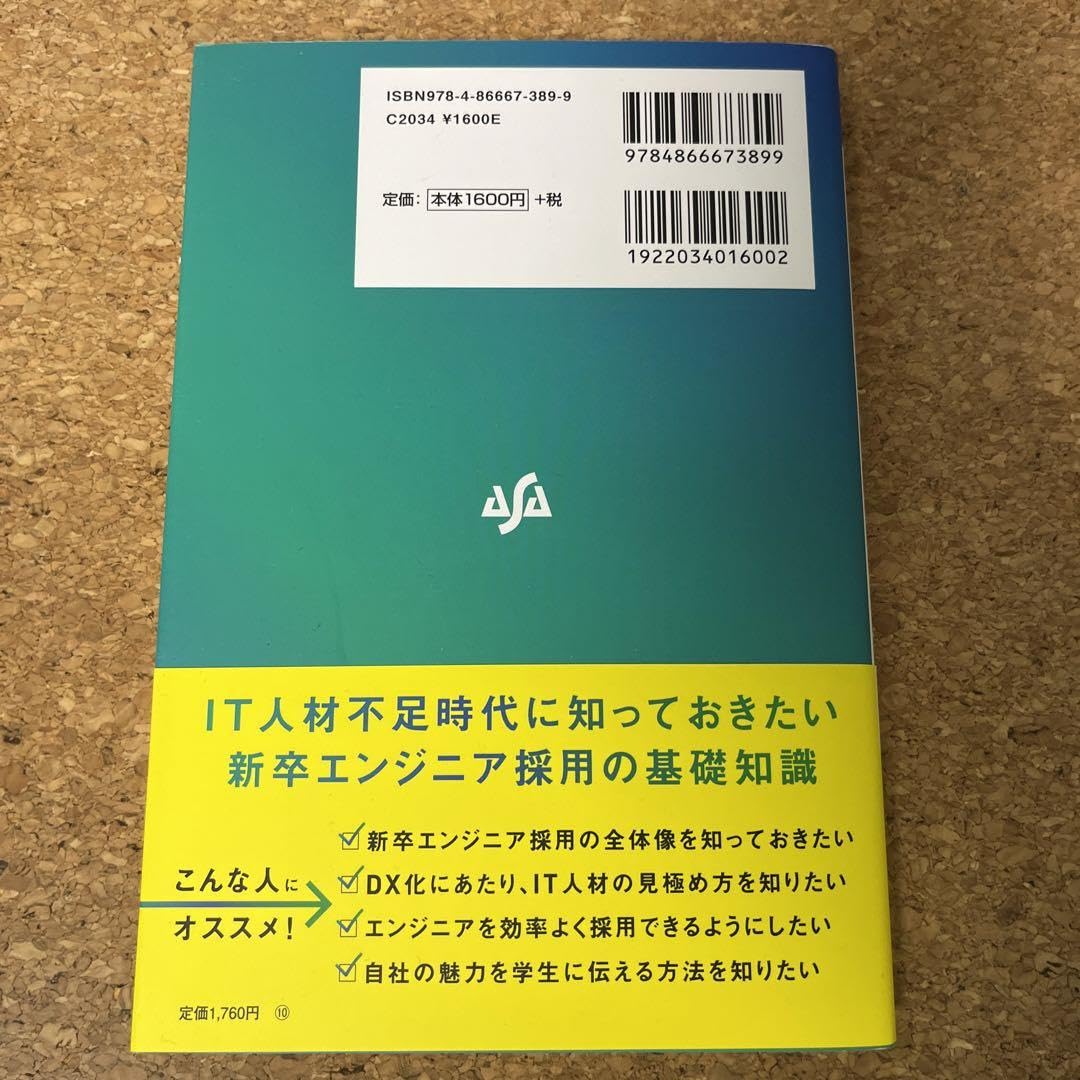 ISBN978-4-86667-389-9
C2034 ¥1600E
9784866673899
定価: 本体1600円 +税
1922034016002
ASA
IT人材不足時代に知っておきたい
新卒エンジニア採用の基礎知識
こんな人に
オススメ!
新卒エンジニア採用の全体像を知っておきたい
DX化にあたり、IT人材の見極め方を知りたい
エンジニアを効率よく採用できるようにしたい
自社の魅力を学生に伝える方法を知りたい
定価1,760円 ⑩